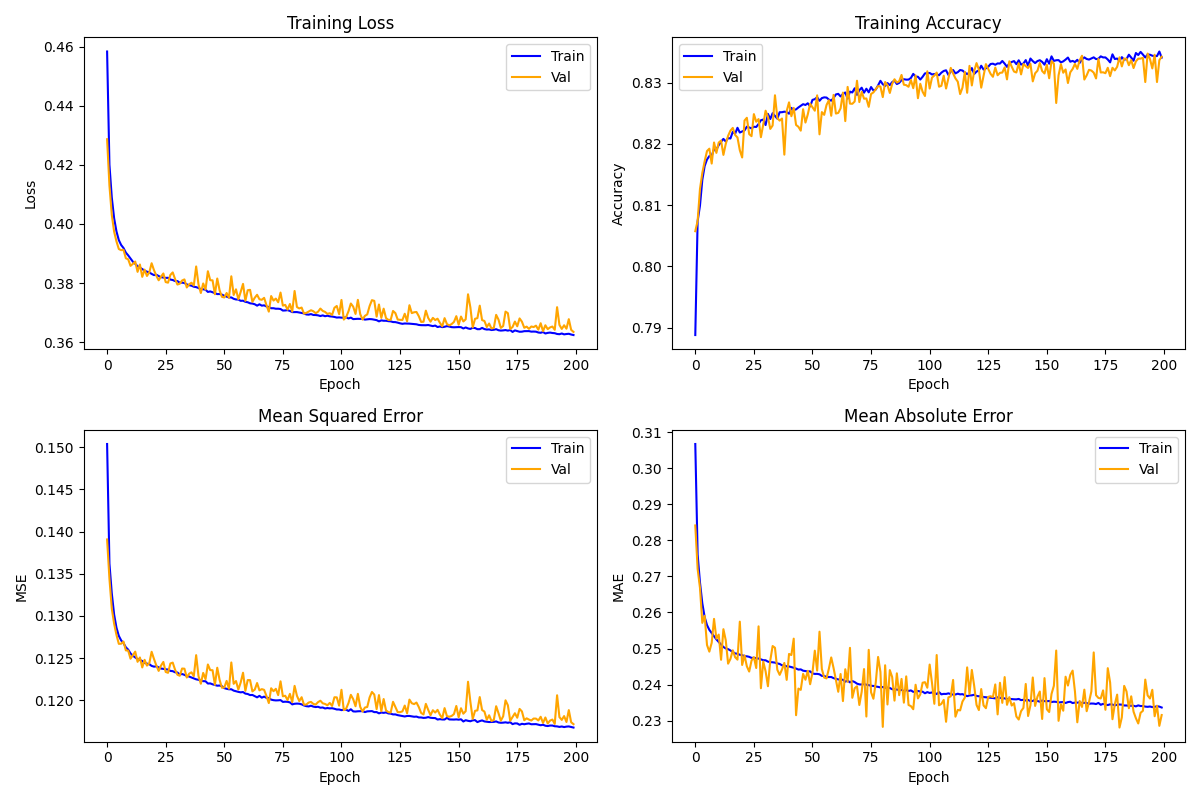 Training Loss
Loss
0.46
0.44
0.42
0.40
0.38
0.36
Train
Val
0 25 50 75 100 125 150 175 200
Epoch
Training Accuracy
Accuracy
0.83
0.82
0.81
0.80
0.79
Train
Val
0 25 50 75 100 125 150 175 200
Epoch
Mean Squared Error
MSE
0.150
0.145
0.140
0.135
0.130
0.125
0.120
Train
Val
0 25 50 75 100 125 150 175 200
Epoch
Mean Absolute Error
MAE
0.31
0.30
0.29
0.28
0.27
0.26
0.25
0.24
0.23
Train
Val
0 25 50 75 100 125 150 175 200
Epoch